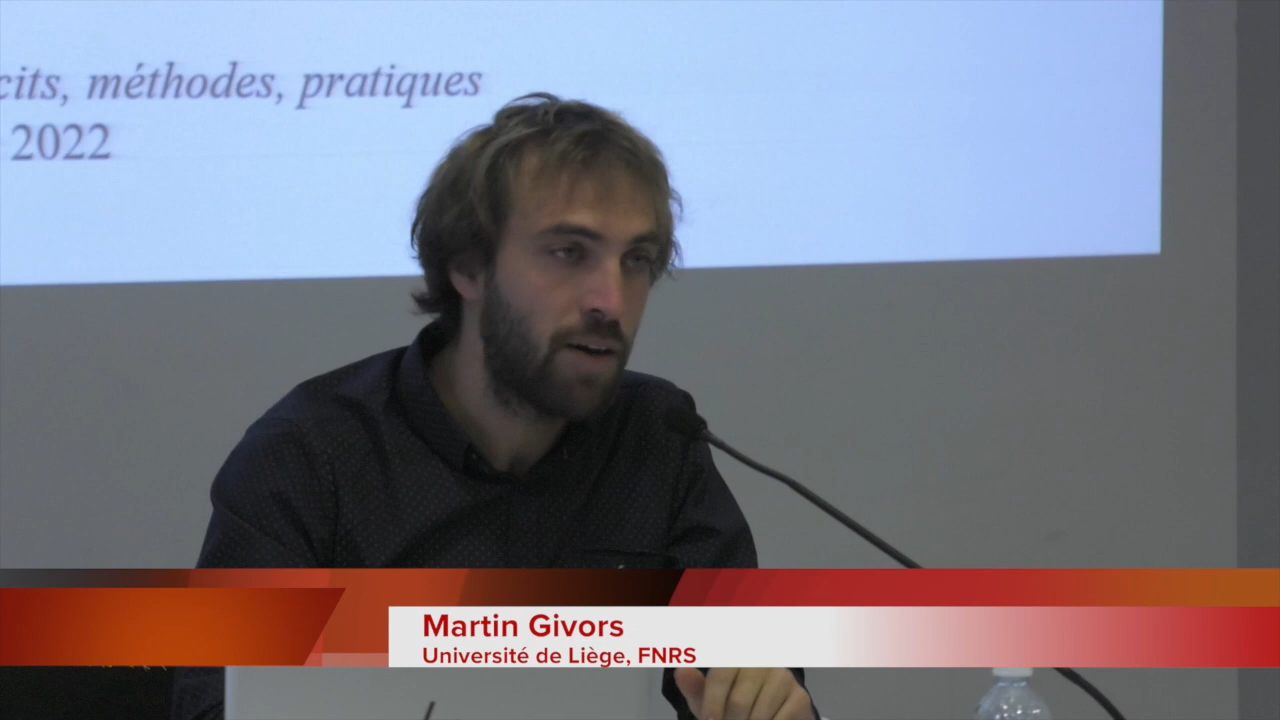 cits, méthodes, pratiques
2022
Martin Givors
Université de Liège, FNRS